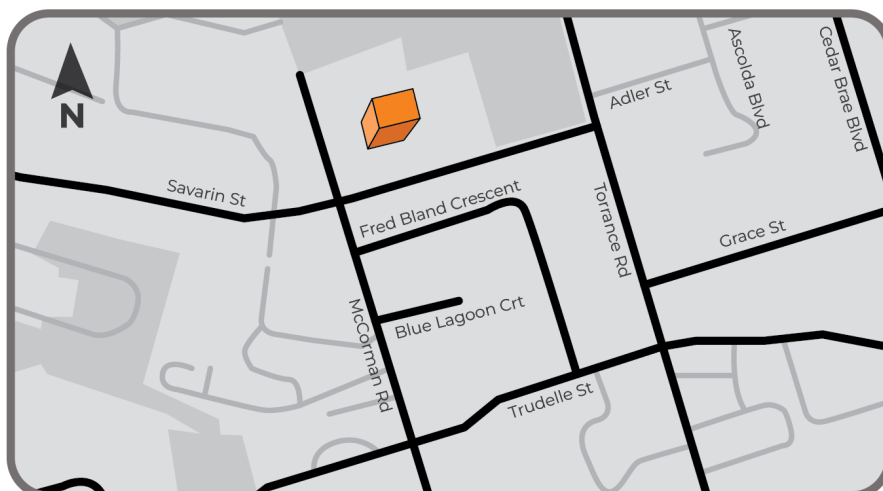 N
Savarin St
Fred Bland Crescent
Blue Lagoon Crt
McCorman Rd
Trudelle St
Torrance Rd
Adler St
Ascolda Blvd
Cedar Brae Blvd
Grace St